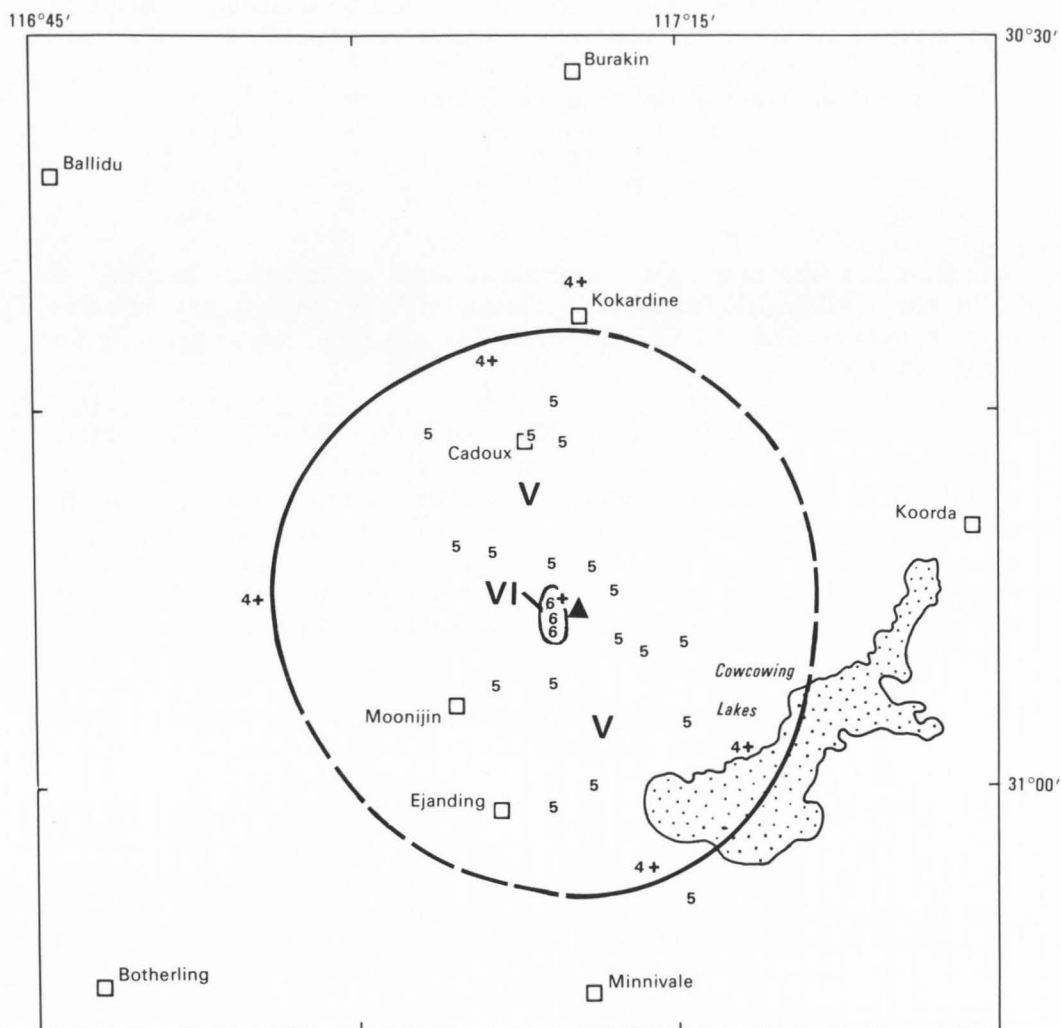 116°45′
117°15′
30°30′
Burakin
Ballidu
4+
Kokardine
4+
5
5
5
5
Cadoux
V
Koorda
5
5
5
5
5
VI
4+
6+
6
6
5
5
5
Cowcowing
Lakes
5
5
Moonijin
V
5
4+
31°00′
5
Ejanding
5
4+
5
Botherling
Minnivale